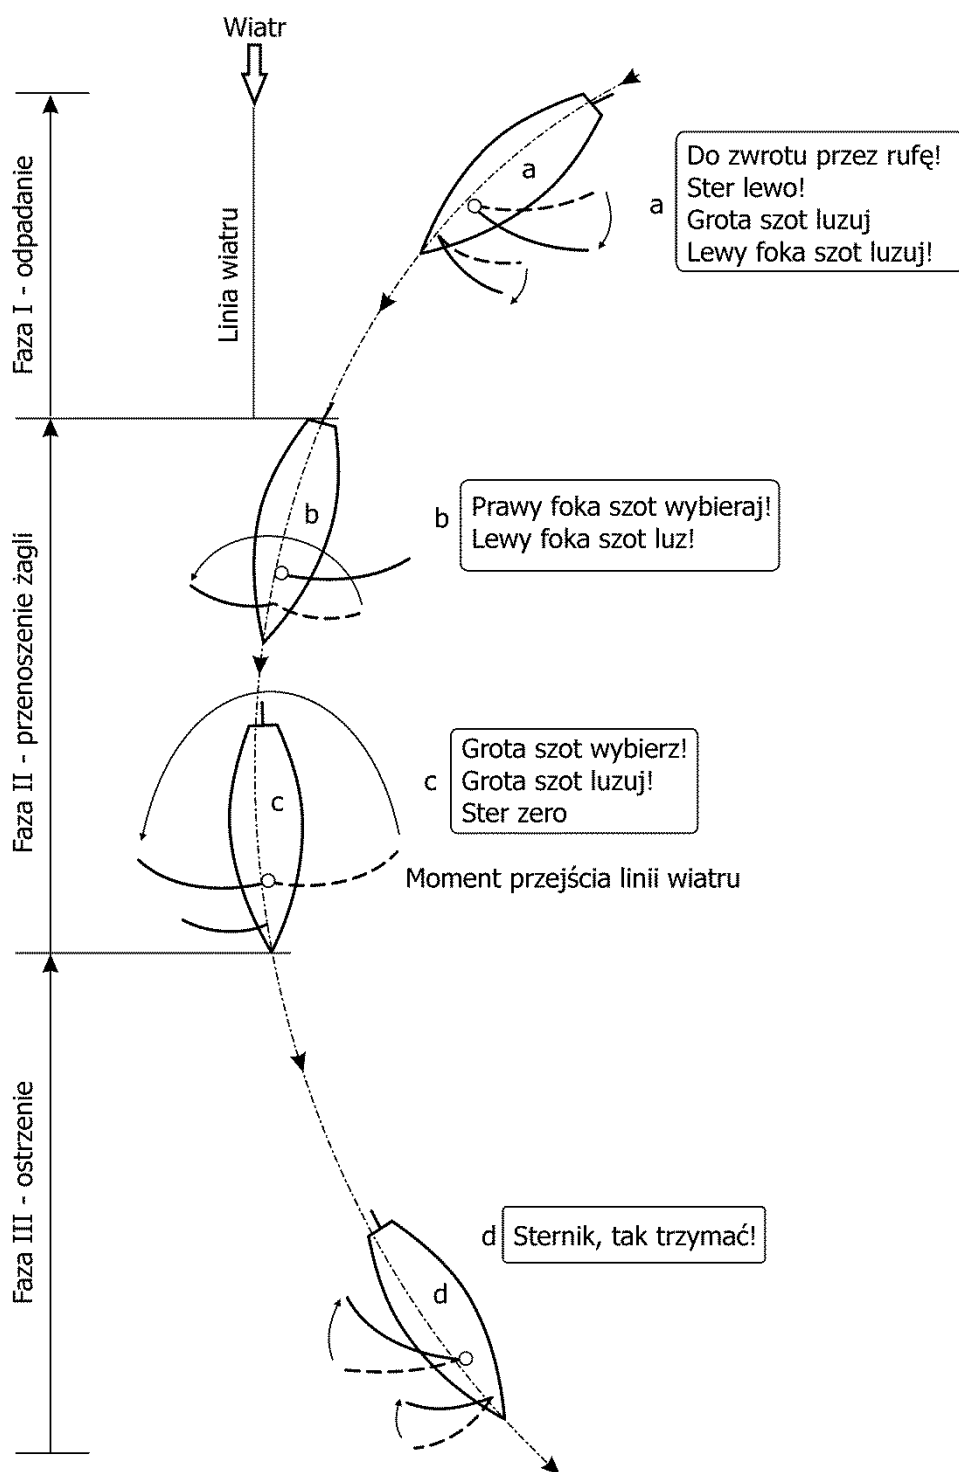 Wiatr
Linia wiatru
Faza I - odpadanie
a
a
Do zwrotu przez rufę!
Ster lewo!
Grota szot luzuj
Lewy foka szot luzuj!
Faza II - przenoszenie żagli
b
b
Prawy foka szot wybieraj!
Lewy foka szot luz!
c
c
Grota szot wybierz!
Grota szot luzuj!
Ster zero
Moment przejścia linii wiatru
Faza III - ostrzenie
d
d
Sternik, tak trzymać!